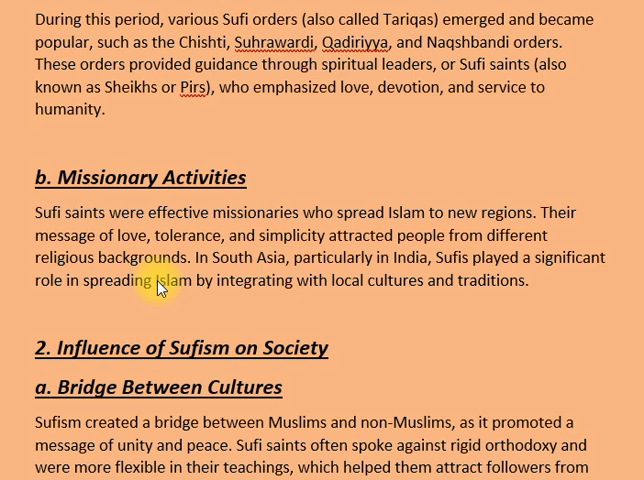 During this period, various Sufi orders (also called Tariqas) emerged and became
popular, such as the Chishti, Suhrawardi, Qadiriyya, and Naqshbandi orders.
These orders provided guidance through spiritual leaders, or Sufi saints (also
known as Sheikhs or Pirs), who emphasized love, devotion, and service to
humanity.
b. Missionary Activities
Sufi saints were effective missionaries who spread Islam to new regions. Their
message of love, tolerance, and simplicity attracted people from different
religious backgrounds. In South Asia, particularly in India, Sufis played a significant
role in spreading Islam by integrating with local cultures and traditions.
2. Influence of Sufism on Society
a. Bridge Between Cultures
Sufism created a bridge between Muslims and non-Muslims, as it promoted a
message of unity and peace. Sufi saints often spoke against rigid orthodoxy and
were more flexible in their teachings, which helped them attract followers from